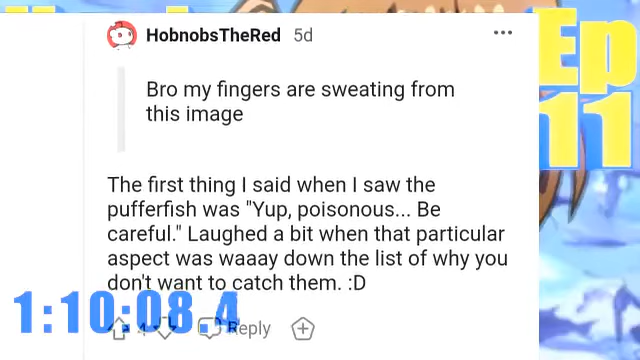 HobnobsTheRed 5d
Ep
11
Bro my fingers are sweating from
this image
The first thing I said when I saw the
pufferfish was "Yup, poisonous... Be
careful." Laughed a bit when that particular
aspect was waaay down the list of why you
don't want to catch them. :D
1:10:08.4
4 Reply